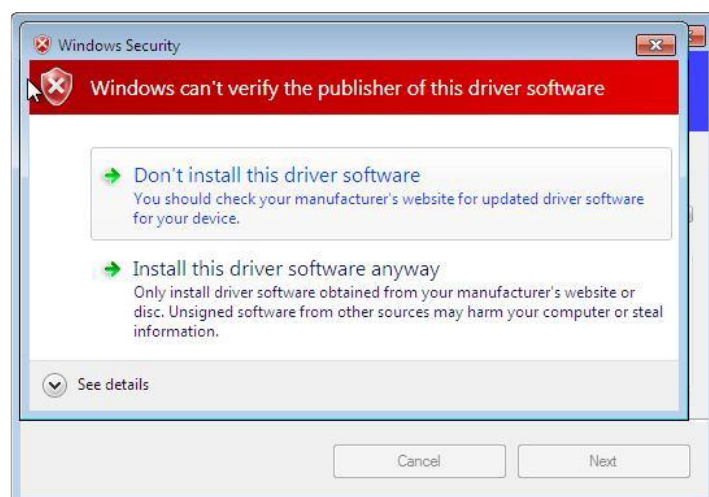 Windows Security
Windows can't verify the publisher of this driver software
Don't install this driver software
You should check your manufacturer's website for updated driver software
for your device.
Install this driver software anyway
Only install driver software obtained from your manufacturer's website or
disc. Unsigned software from other sources may harm your computer or steal
information.
See details
Cancel
Next